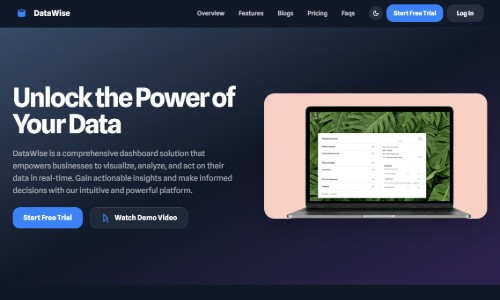 DataWise
Overview Features Blogs Pricing Faqs Start Free Trial Log In
Unlock the Power of
Your Data
DataWise is a comprehensive dashboard solution that
empowers businesses to visualize, analyze, and act on their
data in real-time. Gain actionable insights and make informed
decisions with our intuitive and powerful platform.
Start Free Trial Watch Demo Video